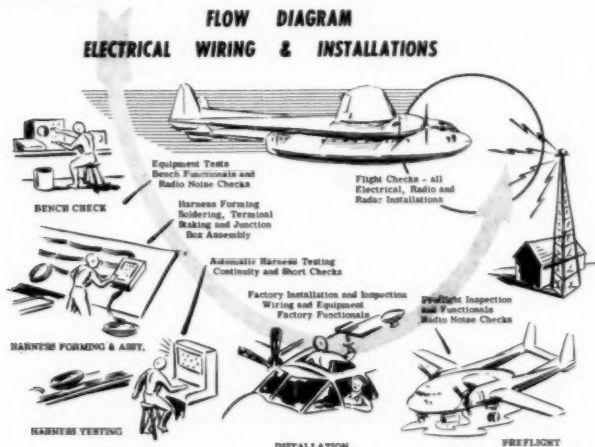 FLOW DIAGRAM
ELECTRICAL WIRING & INSTALLATIONS
Equipment Tests
Bench Functionals and
Radio Noise Checks
BENCH CHECK
Flight Checks - all
Electrical, Radio and
Radar Installations
Harness Forming
Soldering, Terminal
Staking and Junction
Box Assembly
Automatic Harness Testing
Continuity and Short Checks
HARNESS FORMING & ASSY.
Factory Installation and Inspection
Wiring and Equipment
Factory Functionals
Preflight Inspection
and Functionals
Radio Noise Checks
HARNESS TESTING
INSTALLATION
PREFLIGHT